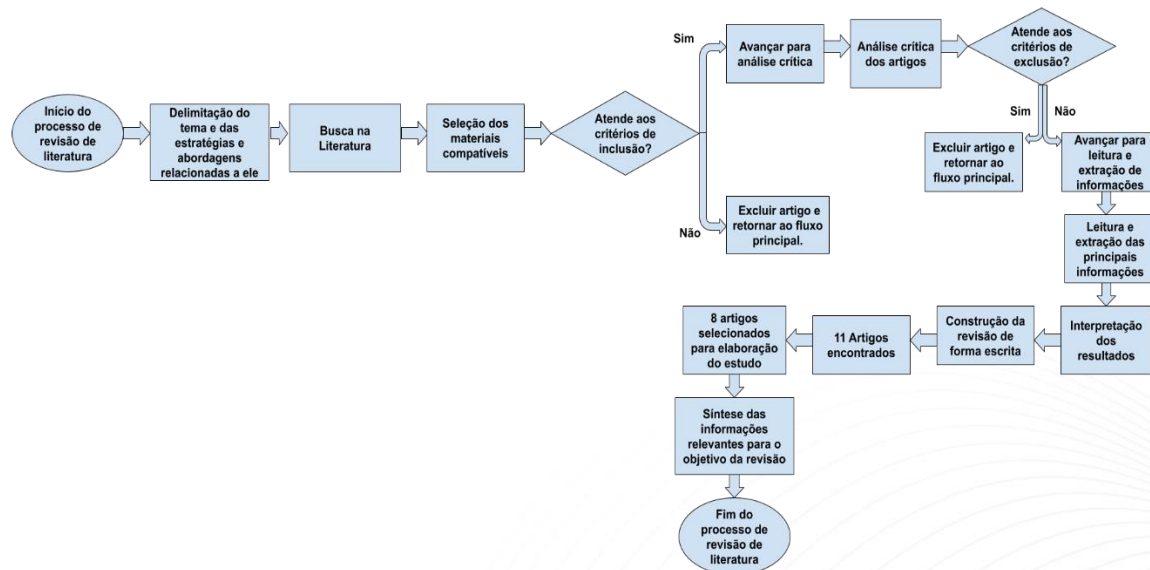 Início do
processo de
revisão de
literatura
Delimitação do
tema e das
estratégias e
abordagens
relacionadas a ele
Busca na
Literatura
Seleção dos
materiais
compatíveis
Atende aos
critérios de
inclusão?
Sim
Avançar para
análise crítica
Análise crítica
dos artigos
Atende aos
critérios de
exclusão?
Não
Excluir artigo e
retornar ao fluxo
principal.
Sim
Não
Excluir artigo e
retornar ao
fluxo principal.
Avançar para
leitura e
extração de
informações
Leitura e
extração das
principais
informações
Interpretação
dos
resultados
Construção da
revisão de
forma escrita
11 Artigos
encontrados
8 artigos
selecionados
para elaboração
do estudo
Síntese das
informações
relevantes para o
objetivo da revisão
Fim do
processo de
revisão de
literatura